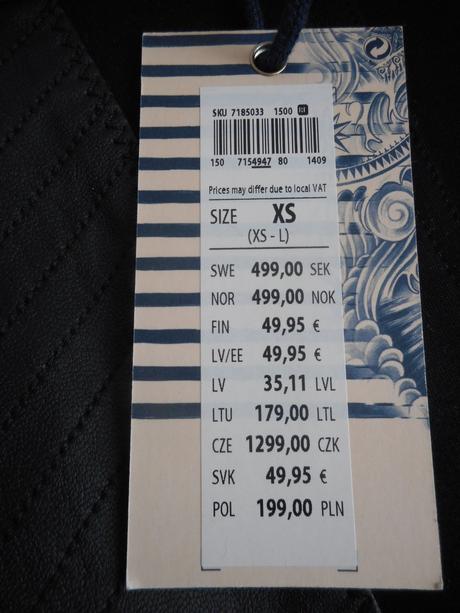 SKU 7185033 1500 fcf
150 7154947 80 1409
Prices may differ due to local VAT
SIZE XS
(XS - L)
SWE 499,00 SEK
NOR 499,00 NOK
FIN 49,95 €
LV/EE 49,95 €
LV 35,11 LVL
LTU 179,00 LTL
CZE 1299,00 CZK
SVK 49,95 €
POL 199,00 PLN